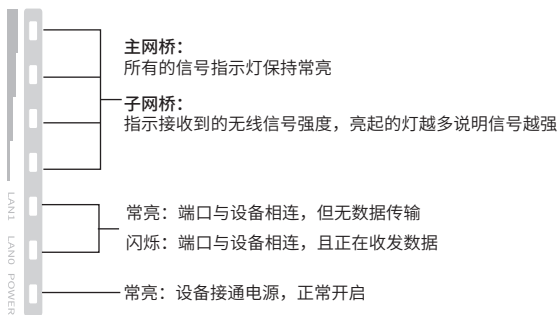 主网桥：
所有的信号指示灯保持常亮
子网桥：
指示接收到的无线信号强度，亮起的灯越多说明信号越强
常亮：端口与设备相连，但无数据传输
闪烁：端口与设备相连，且正在收发数据
常亮：设备接通电源，正常开启
LAN1
LAN0
POWER